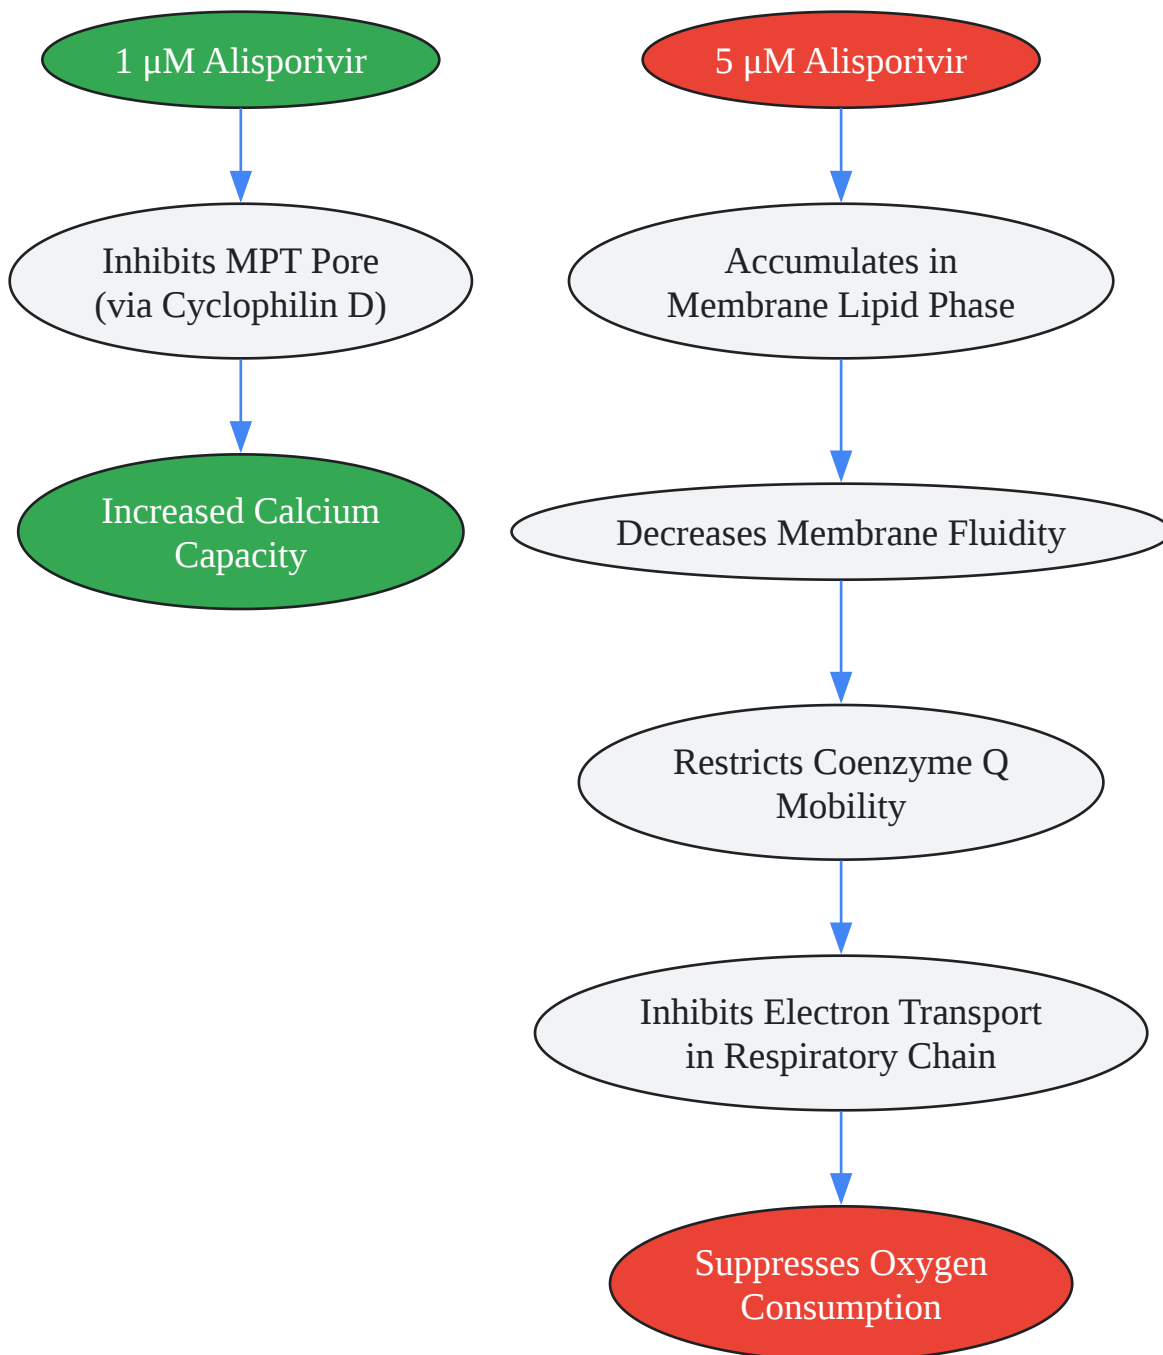 1 μM Alisporivir
Inhibits MPT Pore
(via Cyclophilin D)
Increased Calcium
Capacity
5 μM Alisporivir
Accumulates in
Membrane Lipid Phase
Decreases Membrane Fluidity
Restricts Coenzyme Q
Mobility
Inhibits Electron Transport
in Respiratory Chain
Suppresses Oxygen
Consumption